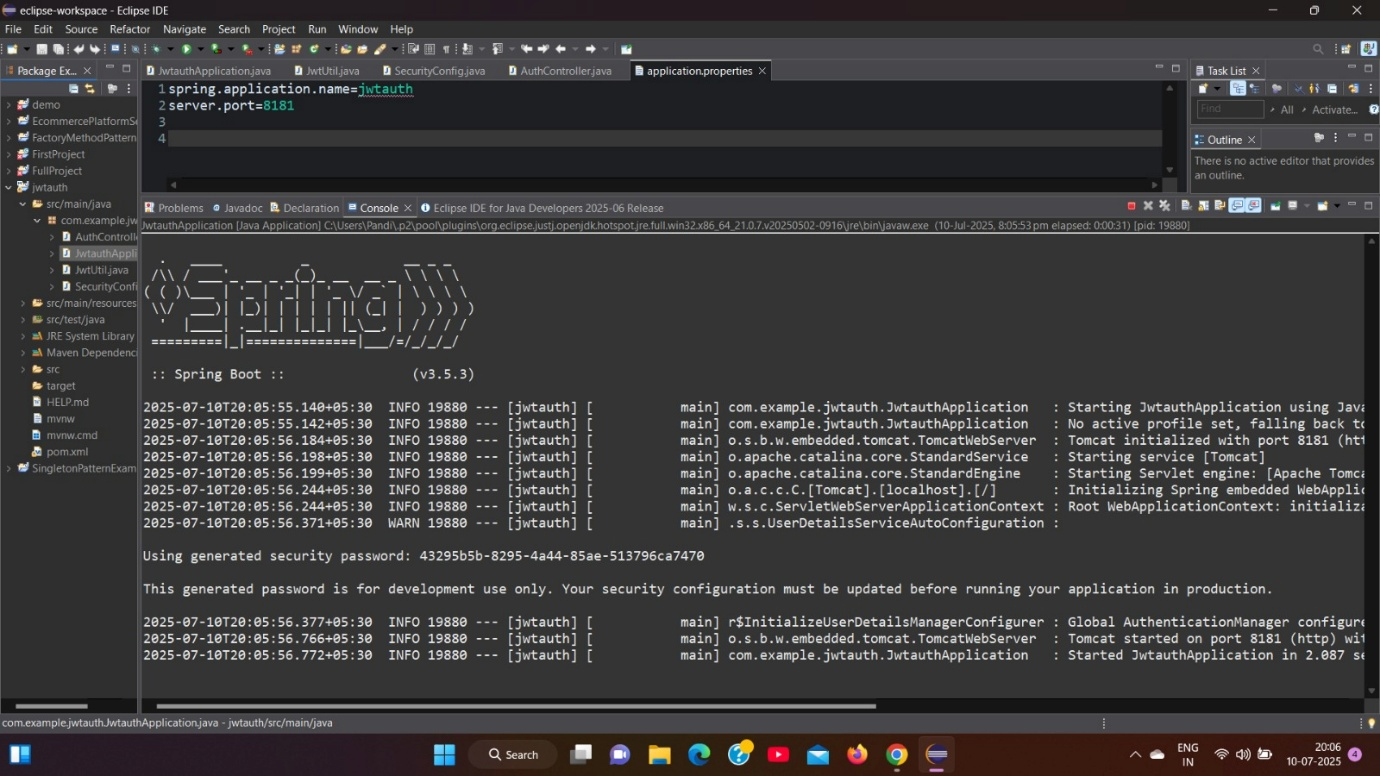 eclipse-workspace - Eclipse IDE
File Edit Source Refactor Navigate Search Project Run Window Help
Package Ex...
JwtauthApplication.java JwtUtil.java SecurityConfig.java AuthController.java application.properties
Task List
demo
EcommercePlatformSe
FactoryMethodPattern
FirstProject
FullProject
jwtauth
src/main/java
com.example.jw
AuthControll
JwtauthAppli
JwtUtil.java
SecurityConfi
src/main/resources
src/test/java
JRE System Library
Maven Dependenc
src
target
HELP.md
mvnw
mvnw.cmd
pom.xml
SingletonPatternExam
1 spring.application.name=jwtauth
2 server.port=8181
3
4
Find All Activate...
Outline
There is no active editor that provides
an outline.
Problems Javadoc Declaration Console Eclipse IDE for Java Developers 2025-06 Release
JwtauthApplication [Java Application] C:\Users\Pandi\.p2\pool\plugins\org.eclipse.justj.openjdk.hotspot.jre.full.win32.x86_64_21.0.7.v20250502-0916\jre\bin\javaw.exe (10-Jul-2025, 8:05:53 pm elapsed: 0:00:31) [pid: 19880]
Spring
:: Spring Boot :: (v3.5.3)
2025-07-10T20:05:55.140+05:30 INFO 19880 --- [jwtauth] [ main] com.example.jwtauth.JwtauthApplication : Starting JwtauthApplication using Java
2025-07-10T20:05:55.142+05:30 INFO 19880 --- [jwtauth] [ main] com.example.jwtauth.JwtauthApplication : No active profile set, falling back to
2025-07-10T20:05:56.184+05:30 INFO 19880 --- [jwtauth] [ main] o.s.b.w.embedded.tomcat.TomcatWebServer : Tomcat initialized with port 8181 (htt
2025-07-10T20:05:56.198+05:30 INFO 19880 --- [jwtauth] [ main] o.apache.catalina.core.StandardService : Starting service [Tomcat]
2025-07-10T20:05:56.199+05:30 INFO 19880 --- [jwtauth] [ main] o.apache.catalina.core.StandardEngine : Starting Servlet engine: [Apache Tomca
2025-07-10T20:05:56.244+05:30 INFO 19880 --- [jwtauth] [ main] o.a.c.c.C.[Tomcat].[localhost].[/] : Initializing Spring embedded WebApplic
2025-07-10T20:05:56.244+05:30 INFO 19880 --- [jwtauth] [ main] w.s.c.ServletWebServerApplicationContext : Root WebApplicationContext: initializa
2025-07-10T20:05:56.371+05:30 WARN 19880 --- [jwtauth] [ main] .s.s.UserDetailsServiceAutoConfiguration :
Using generated security password: 43295b5b-8295-4a44-85ae-513796ca7470
This generated password is for development use only. Your security configuration must be updated before running your application in production.
2025-07-10T20:05:56.377+05:30 INFO 19880 --- [jwtauth] [ main] r$InitializeUserDetailsManagerConfigurer : Global AuthenticationManager configure
2025-07-10T20:05:56.766+05:30 INFO 19880 --- [jwtauth] [ main] o.s.b.w.embedded.tomcat.TomcatWebServer : Tomcat started on port 8181 (http) wit
2025-07-10T20:05:56.772+05:30 INFO 19880 --- [jwtauth] [ main] com.example.jwtauth.JwtauthApplication : Started JwtauthApplication in 2.087 se
com.example.jwtauth.JwtauthApplication.java - jwtauth/src/main/java
Search
ENG
IN
20:06
10-07-2025
4